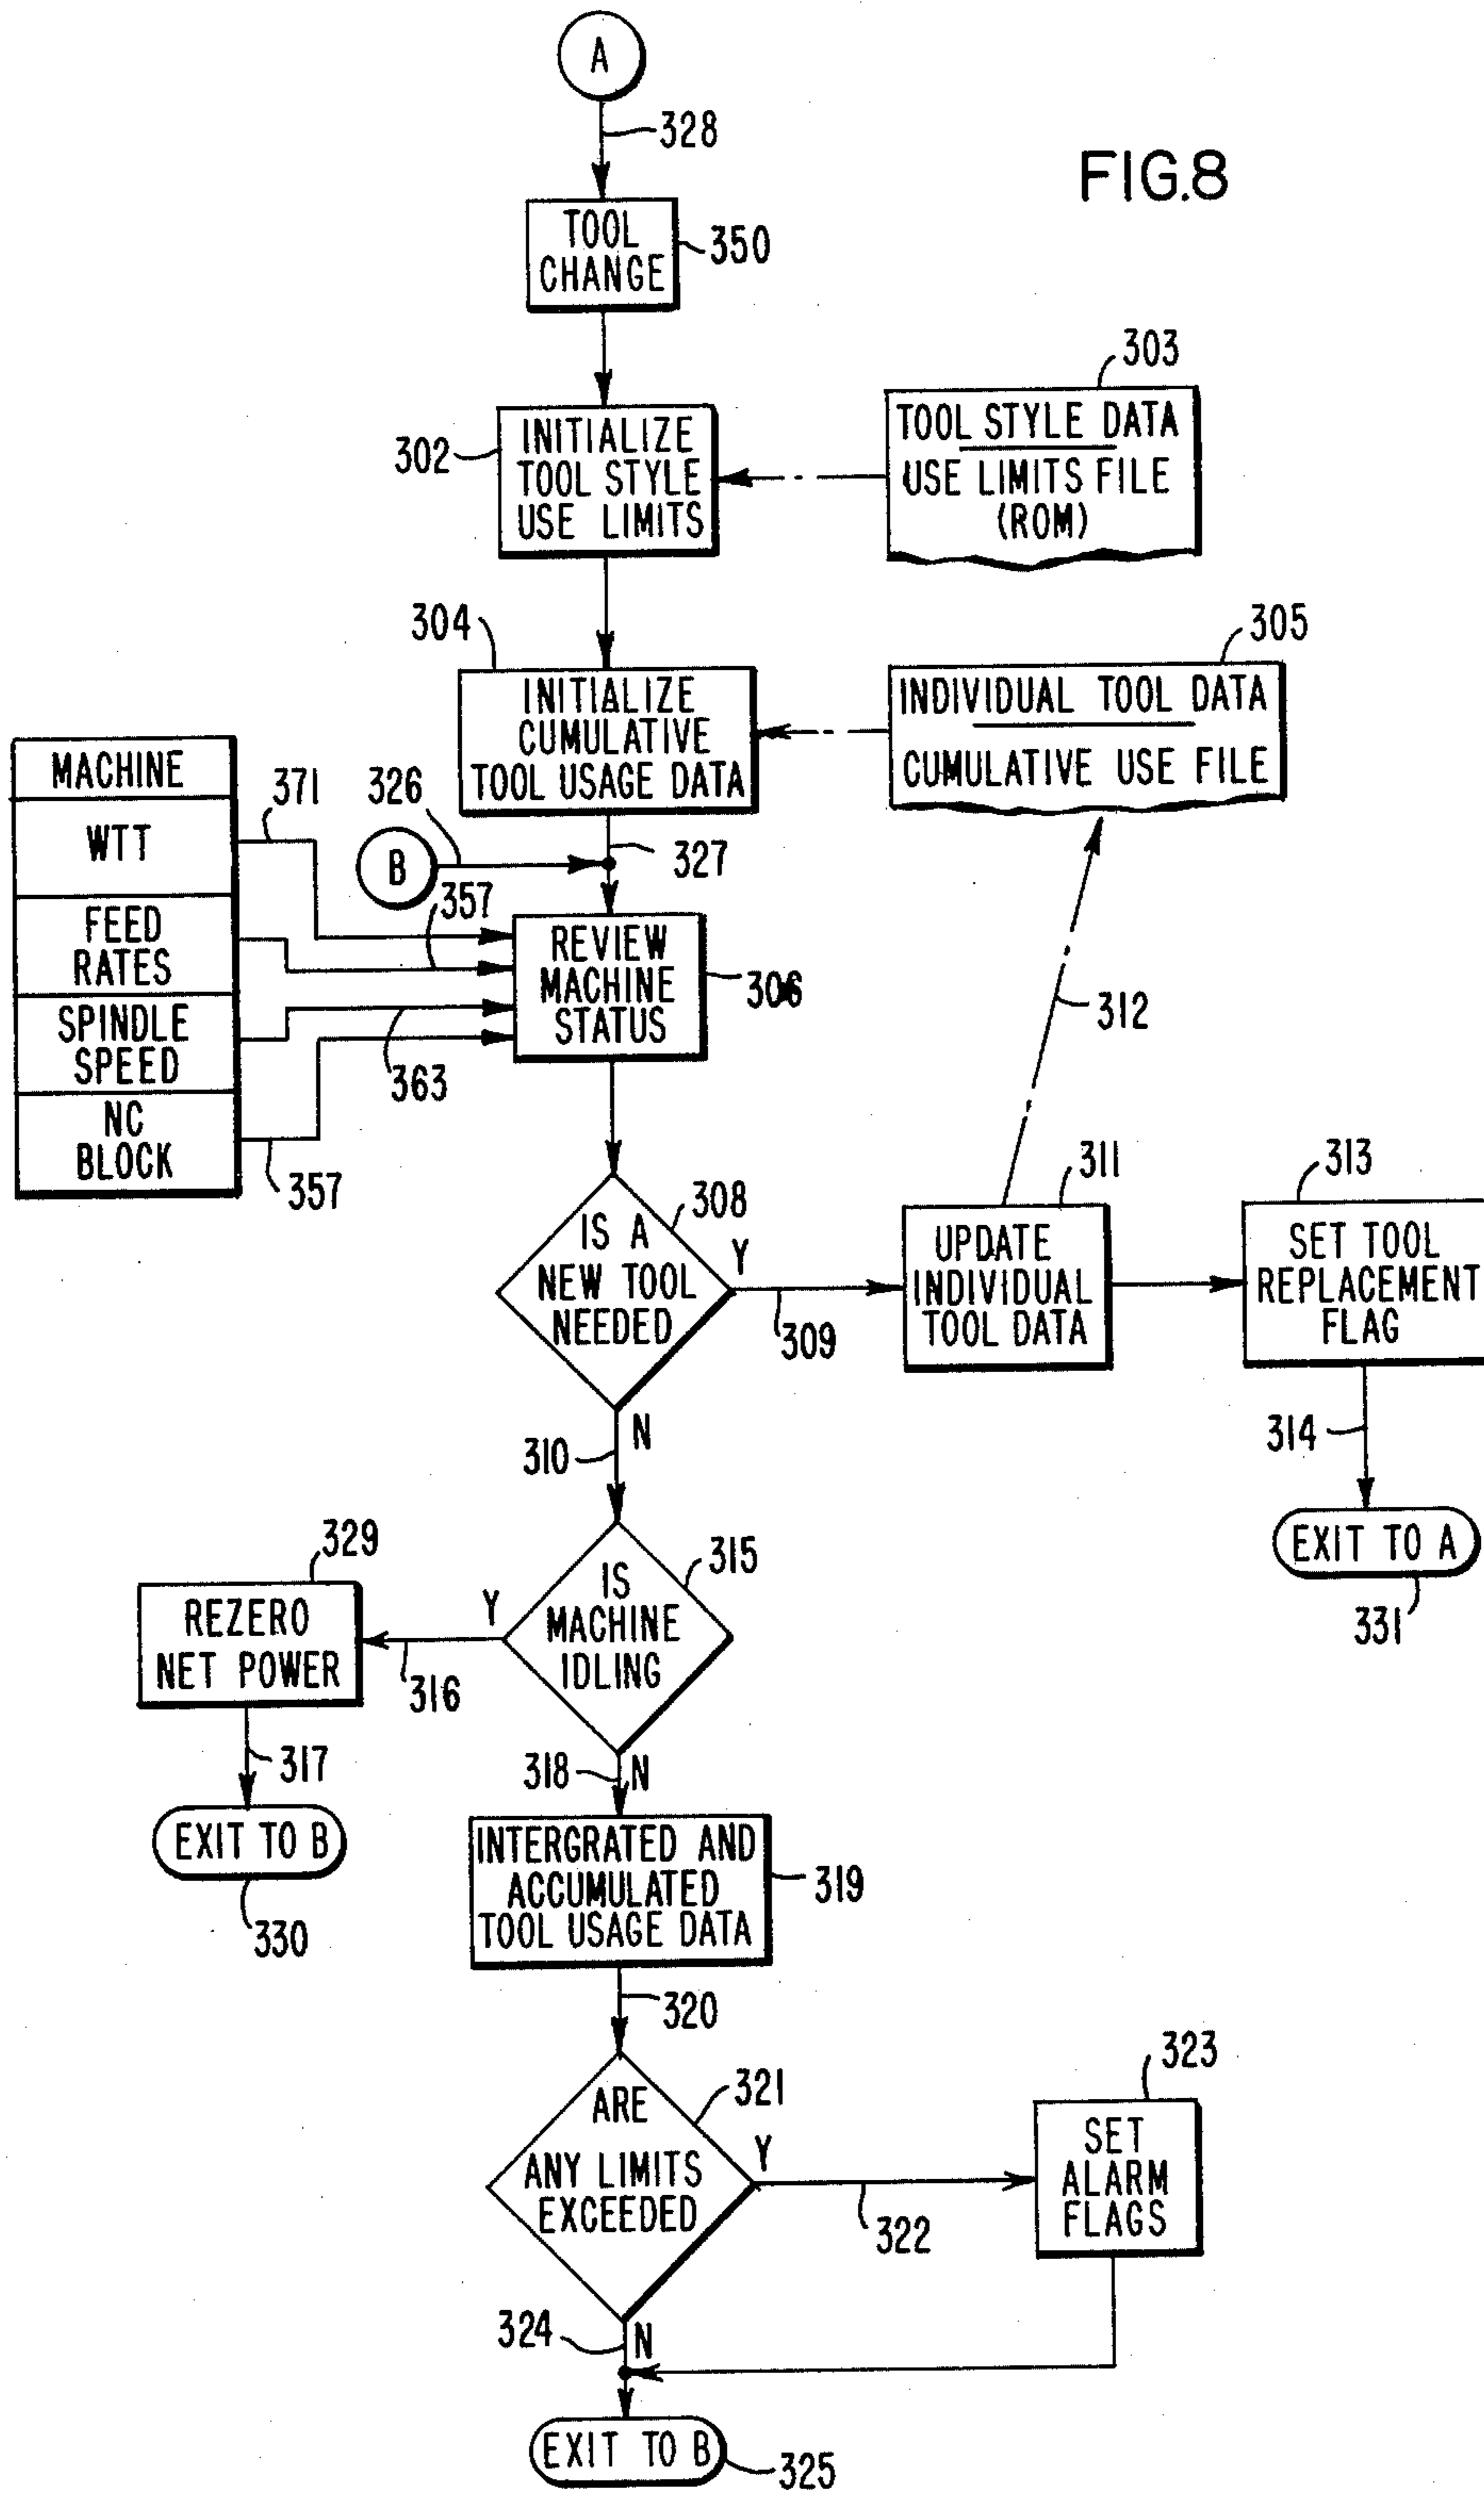 A
328
FIG.8
TOOL
CHANGE
350
303
302
INITIALIZE
TOOL STYLE
USE LIMITS
TOOL STYLE DATA
USE LIMITS FILE
(ROM)
304
305
INITIALIZE
CUMULATIVE
TOOL USAGE DATA
INDIVIDUAL TOOL DATA
CUMULATIVE USE FILE
MACHINE
WTT
FEED
RATES
SPINDLE
SPEED
NC
BLOCK
371
326
B
327
357
363
357
REVIEW
MACHINE
STATUS
306
312
308
IS A
NEW TOOL
NEEDED
Y
309
311
UPDATE
INDIVIDUAL
TOOL DATA
313
SET TOOL
REPLACEMENT
FLAG
310
N
314
EXIT TO A
331
329
REZERO
NET POWER
Y
316
315
IS
MACHINE
IDLING
317
EXIT TO B
330
318
N
INTERGRATED AND
ACCUMULATED
TOOL USAGE DATA
319
320
321
ARE
ANY LIMITS
EXCEEDED
Y
322
323
SET
ALARM
FLAGS
324
N
EXIT TO B
325